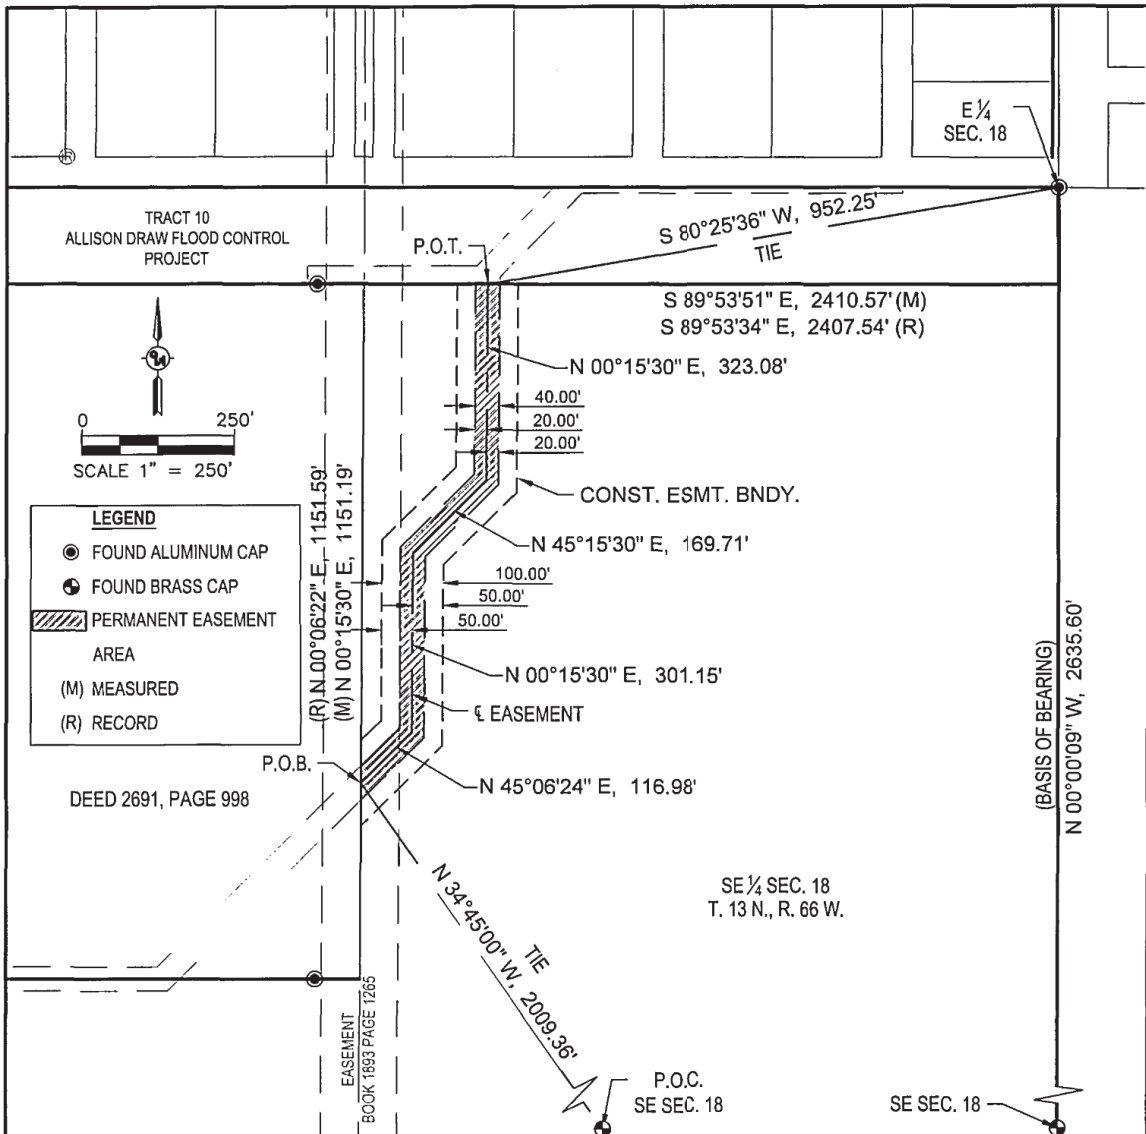 E 1/4
SEC. 18
TRACT 10
ALLISON DRAW FLOOD CONTROL
PROJECT
P.O.T.
S 80°25'36" W, 952.25'
TIE
S 89°53'51" E, 2410.57' (M)
S 89°53'34" E, 2407.54' (R)
N 00°15'30" E, 323.08'
40.00'
20.00'
20.00'
0 250'
SCALE 1" = 250'
CONST. ESMT. BNDY.
N 45°15'30" E, 169.71'
LEGEND
FOUND ALUMINUM CAP
FOUND BRASS CAP
PERMANENT EASEMENT
AREA
(M) MEASURED
(R) RECORD
(R) N 00°06'22" E, 1151.59'
(M) N 00°15'30" E, 1151.19'
100.00'
50.00'
50.00'
N 00°15'30" E, 301.15'
℄ EASEMENT
P.O.B.
N 45°06'24" E, 116.98'
DEED 2691, PAGE 998
(BASIS OF BEARING)
N 00°00'09" W, 2635.60'
SE 1/4 SEC. 18
T. 13 N., R. 66 W.
N 34°45'00" W, 2009.36'
TIE
EASEMENT
BOOK 1893 PAGE 1265
P.O.C.
SE SEC. 18
SE SEC. 18